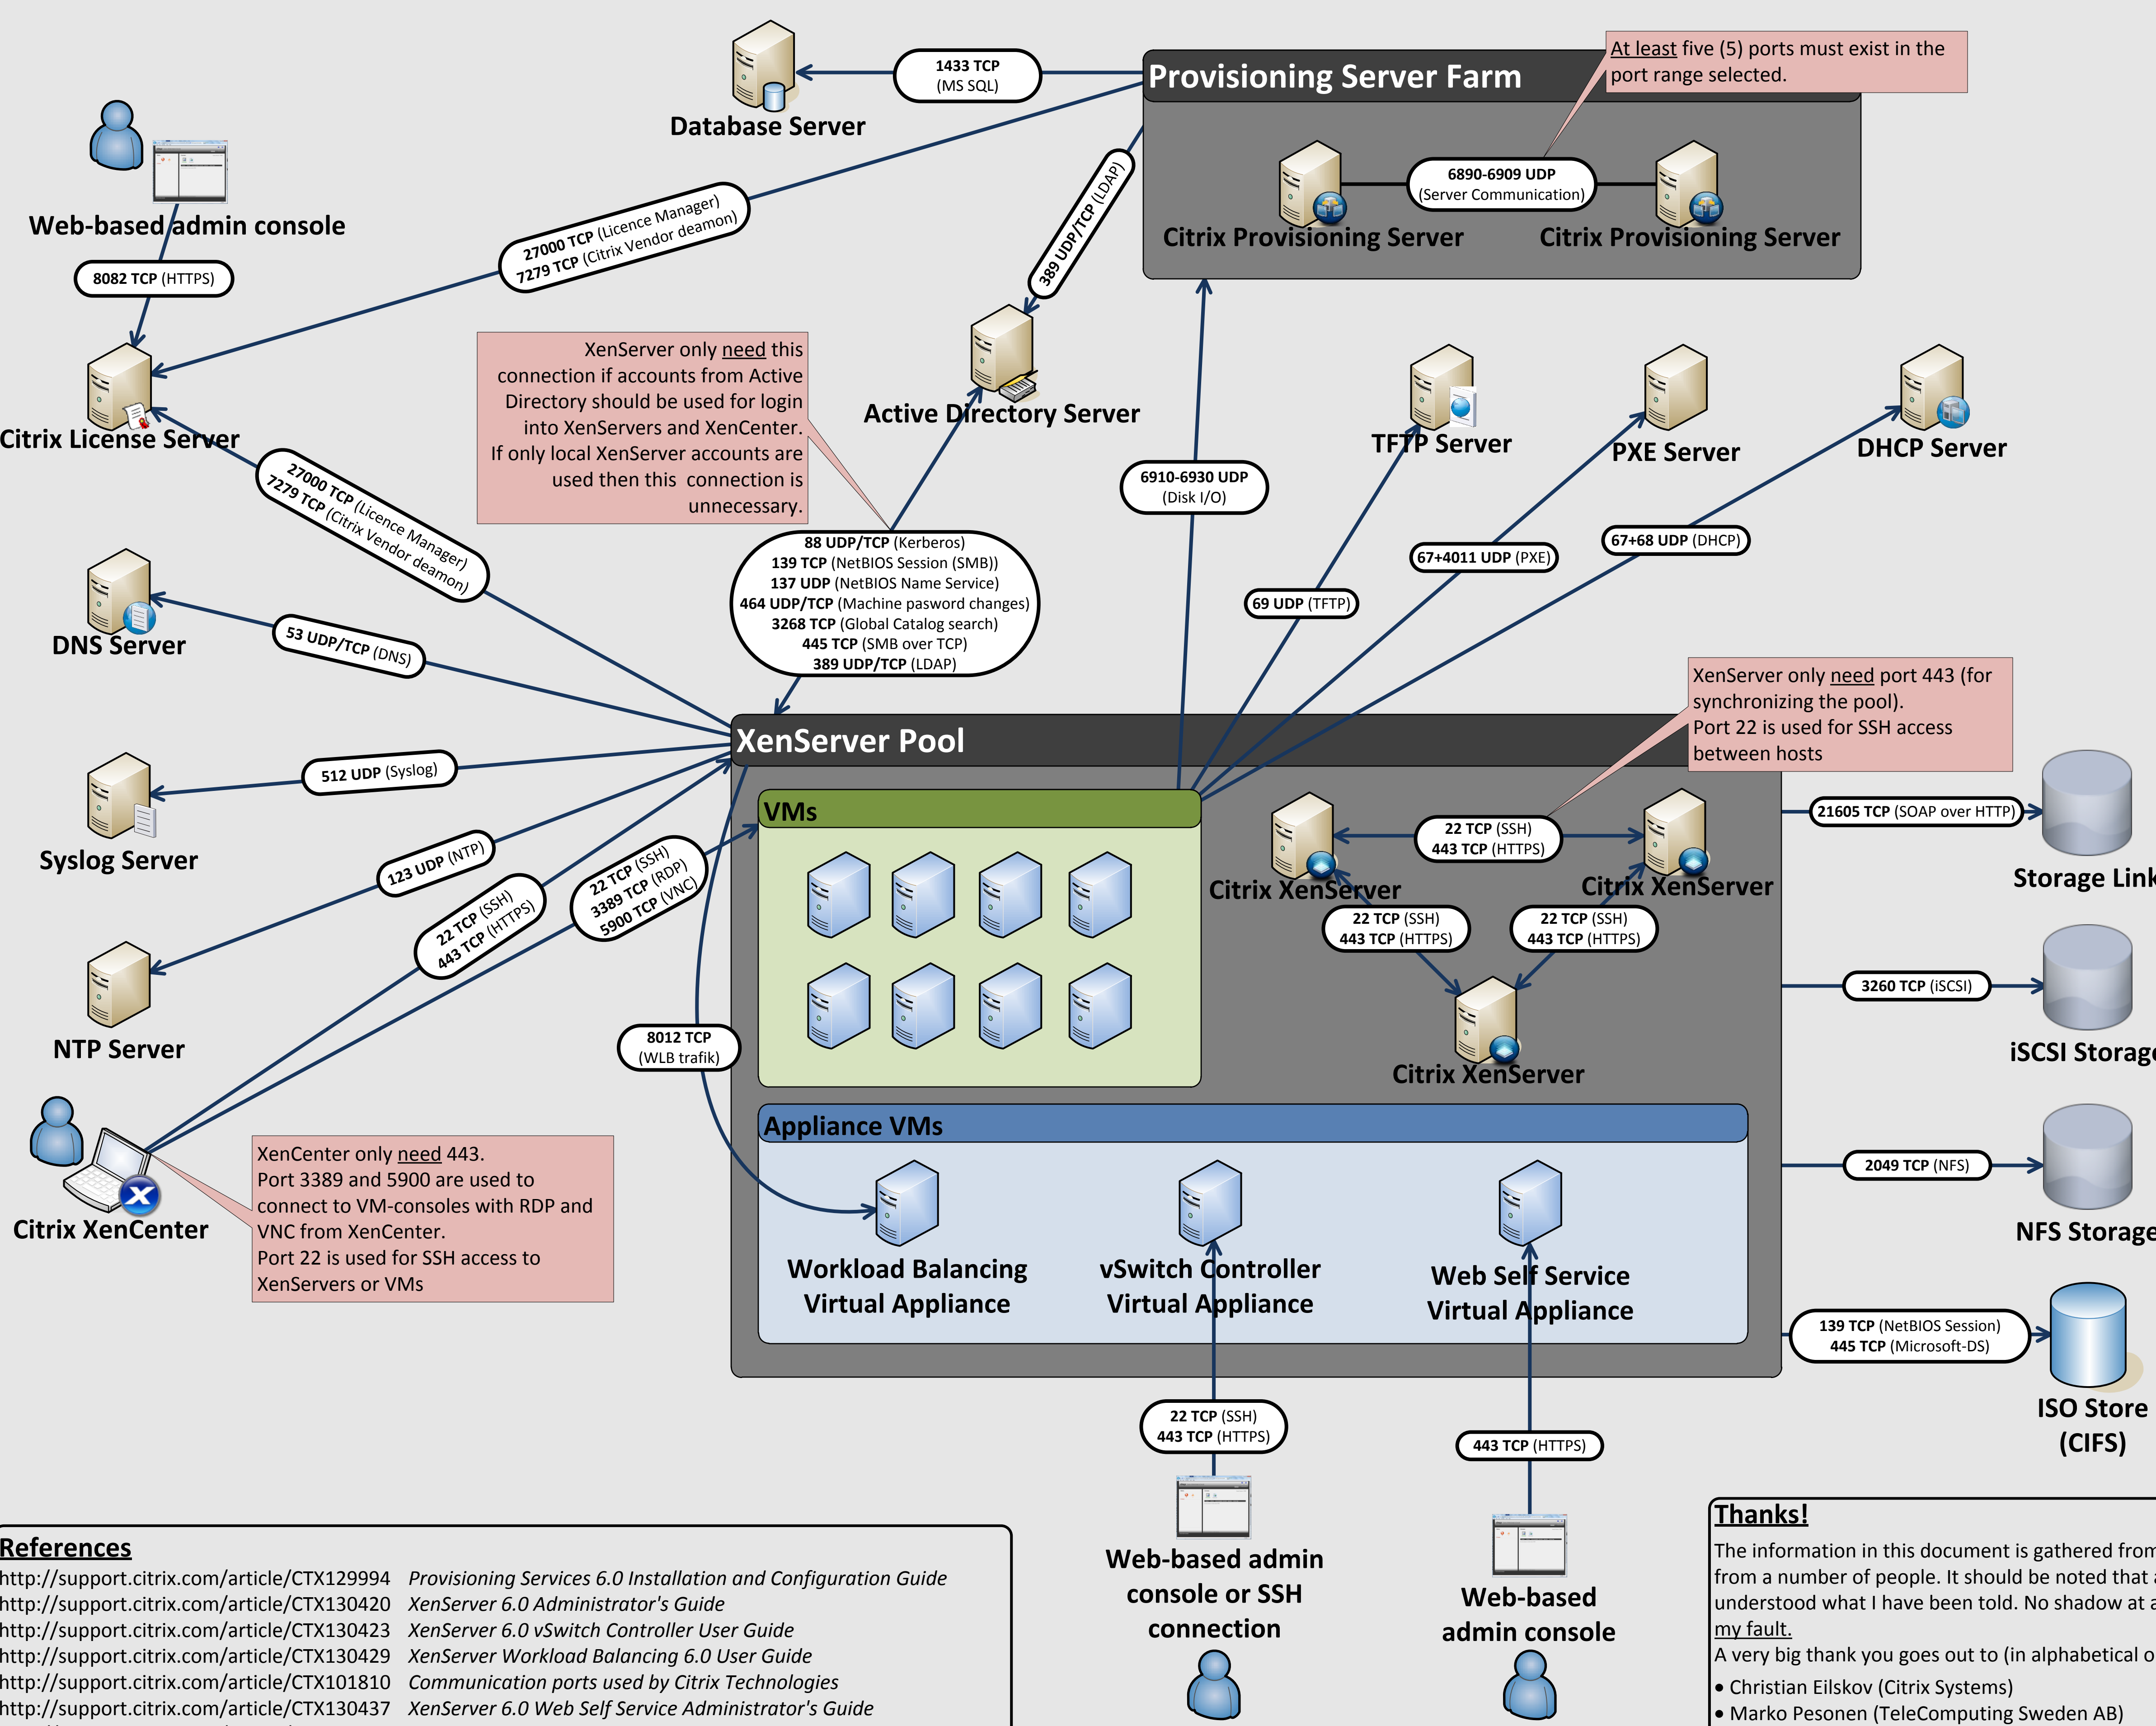 1433 TCP
(MS SQL)
Database Server
Provisioning Server Farm
At least five (5) ports must exist in the
port range selected.
6890-6909 UDP
(Server Communication)
Citrix Provisioning Server
Citrix Provisioning Server
Web-based admin console
8082 TCP (HTTPS)
27000 TCP (Licence Manager)
7279 TCP (Citrix Vendor deamon)
389 UDP/TCP (LDAP)
Citrix License Server
XenServer only need this
connection if accounts from Active
Directory should be used for login
into XenServers and XenCenter.
If only local XenServer accounts are
used then this connection is
unnecessary.
Active Directory Server
TFTP Server
PXE Server
DHCP Server
27000 TCP (Licence Manager)
7279 TCP (Citrix Vendor deamon)
6910-6930 UDP
(Disk I/O)
88 UDP/TCP (Kerberos)
139 TCP (NetBIOS Session (SMB))
137 UDP (NetBIOS Name Service)
464 UDP/TCP (Machine pasword changes)
3268 TCP (Global Catalog search)
445 TCP (SMB over TCP)
389 UDP/TCP (LDAP)
69 UDP (TFTP)
67+4011 UDP (PXE)
67+68 UDP (DHCP)
DNS Server
53 UDP/TCP (DNS)
XenServer only need port 443 (for
synchronizing the pool).
Port 22 is used for SSH access
between hosts
XenServer Pool
512 UDP (Syslog)
Syslog Server
123 UDP (NTP)
22 TCP (SSH)
443 TCP (HTTPS)
22 TCP (SSH)
3389 TCP (RDP)
5900 TCP (VNC)
VMs
22 TCP (SSH)
443 TCP (HTTPS)
Citrix XenServer
Citrix XenServer
22 TCP (SSH)
443 TCP (HTTPS)
22 TCP (SSH)
443 TCP (HTTPS)
Citrix XenServer
21605 TCP (SOAP over HTTP)
Storage Link
3260 TCP (iSCSI)
iSCSI Storage
NTP Server
8012 TCP
(WLB trafik)
Citrix XenCenter
XenCenter only need 443.
Port 3389 and 5900 are used to
connect to VM-consoles with RDP and
VNC from XenCenter.
Port 22 is used for SSH access to
XenServers or VMs
Appliance VMs
Workload Balancing
Virtual Appliance
vSwitch Controller
Virtual Appliance
Web Self Service
Virtual Appliance
2049 TCP (NFS)
NFS Storage
139 TCP (NetBIOS Session)
445 TCP (Microsoft-DS)
ISO Store
(CIFS)
22 TCP (SSH)
443 TCP (HTTPS)
443 TCP (HTTPS)
Web-based admin
console or SSH
connection
Web-based
admin console
References
http://support.citrix.com/article/CTX129994 Provisioning Services 6.0 Installation and Configuration Guide
http://support.citrix.com/article/CTX130420 XenServer 6.0 Administrator's Guide
http://support.citrix.com/article/CTX130423 XenServer 6.0 vSwitch Controller User Guide
http://support.citrix.com/article/CTX130429 XenServer Workload Balancing 6.0 User Guide
http://support.citrix.com/article/CTX101810 Communication ports used by Citrix Technologies
http://support.citrix.com/article/CTX130437 XenServer 6.0 Web Self Service Administrator's Guide
Thanks!
The information in this document is gathered from
from a number of people. It should be noted that a
understood what I have been told. No shadow at a
my fault.
A very big thank you goes out to (in alphabetical o
• Christian Eilskov (Citrix Systems)
• Marko Pesonen (TeleComputing Sweden AB)